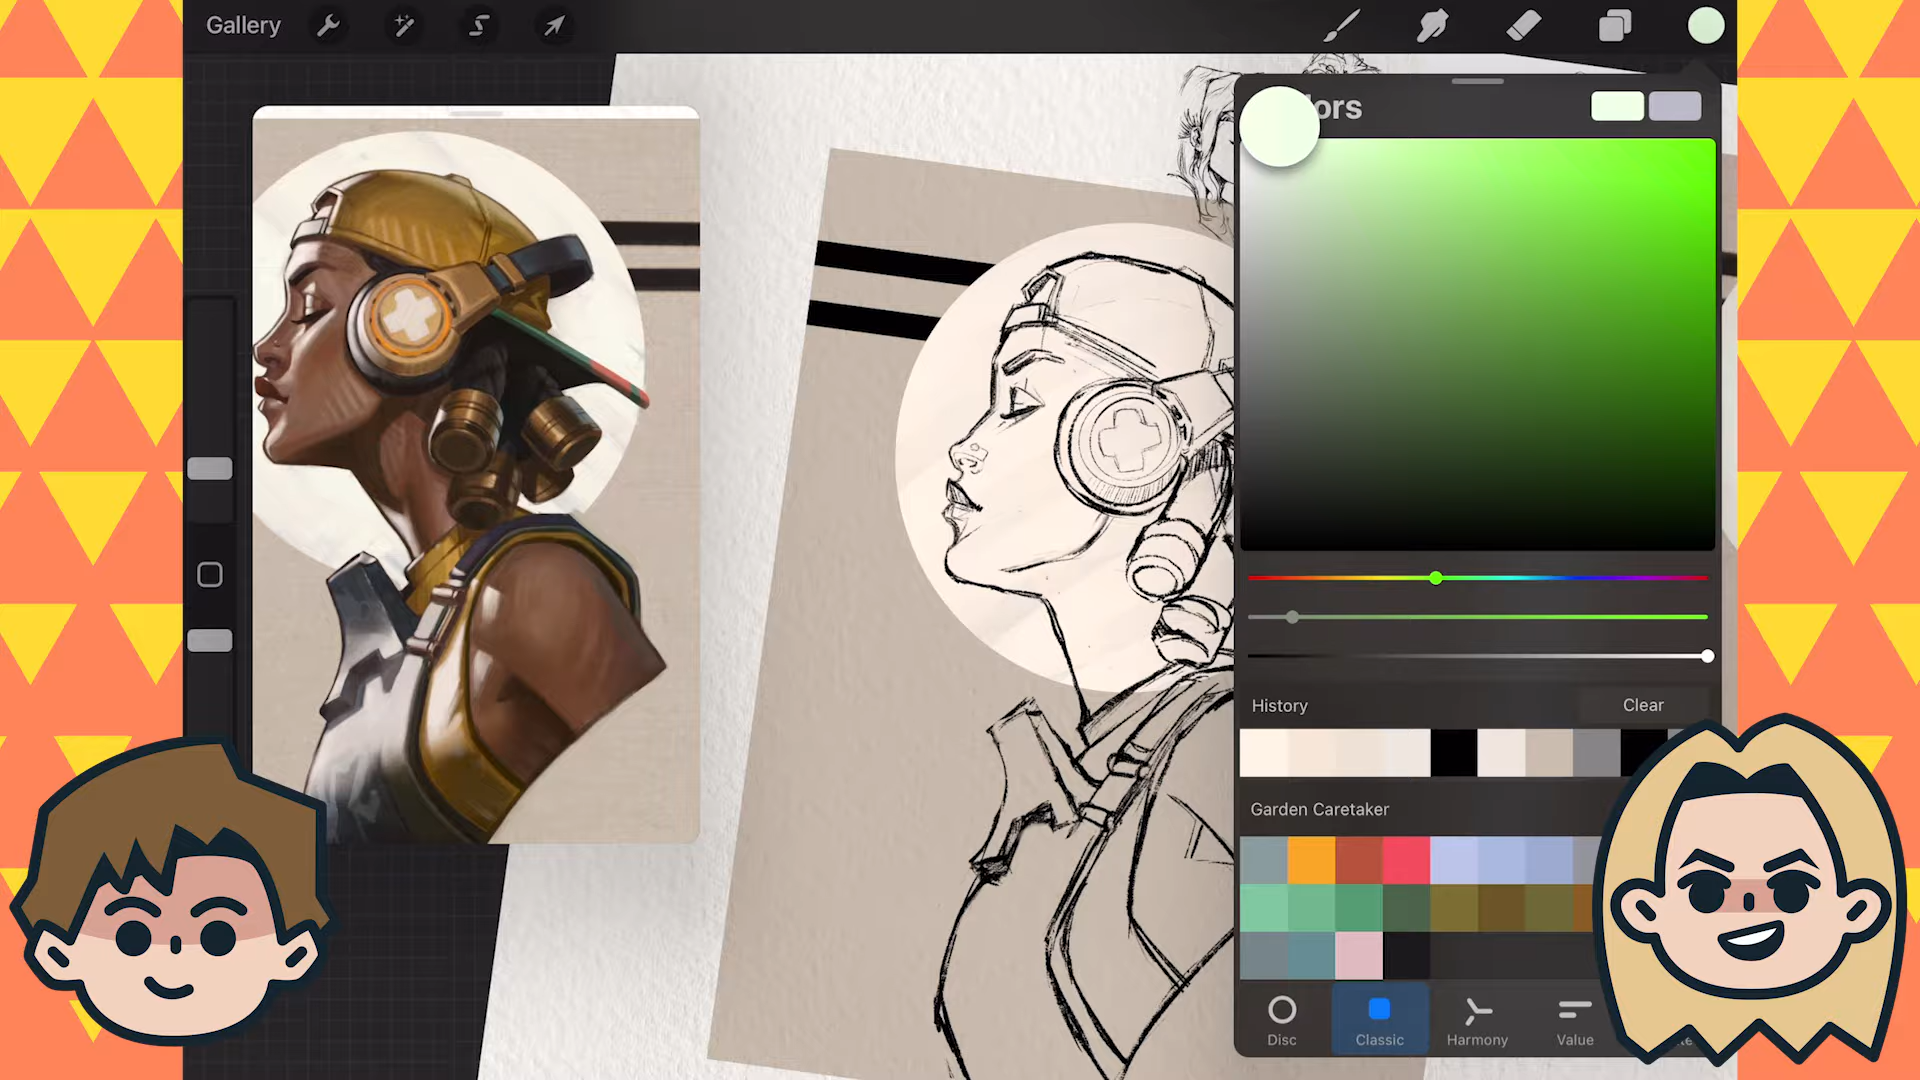 Gallery
ors
History
Clear
Garden Caretaker
Disc
Classic
Harmony
Value